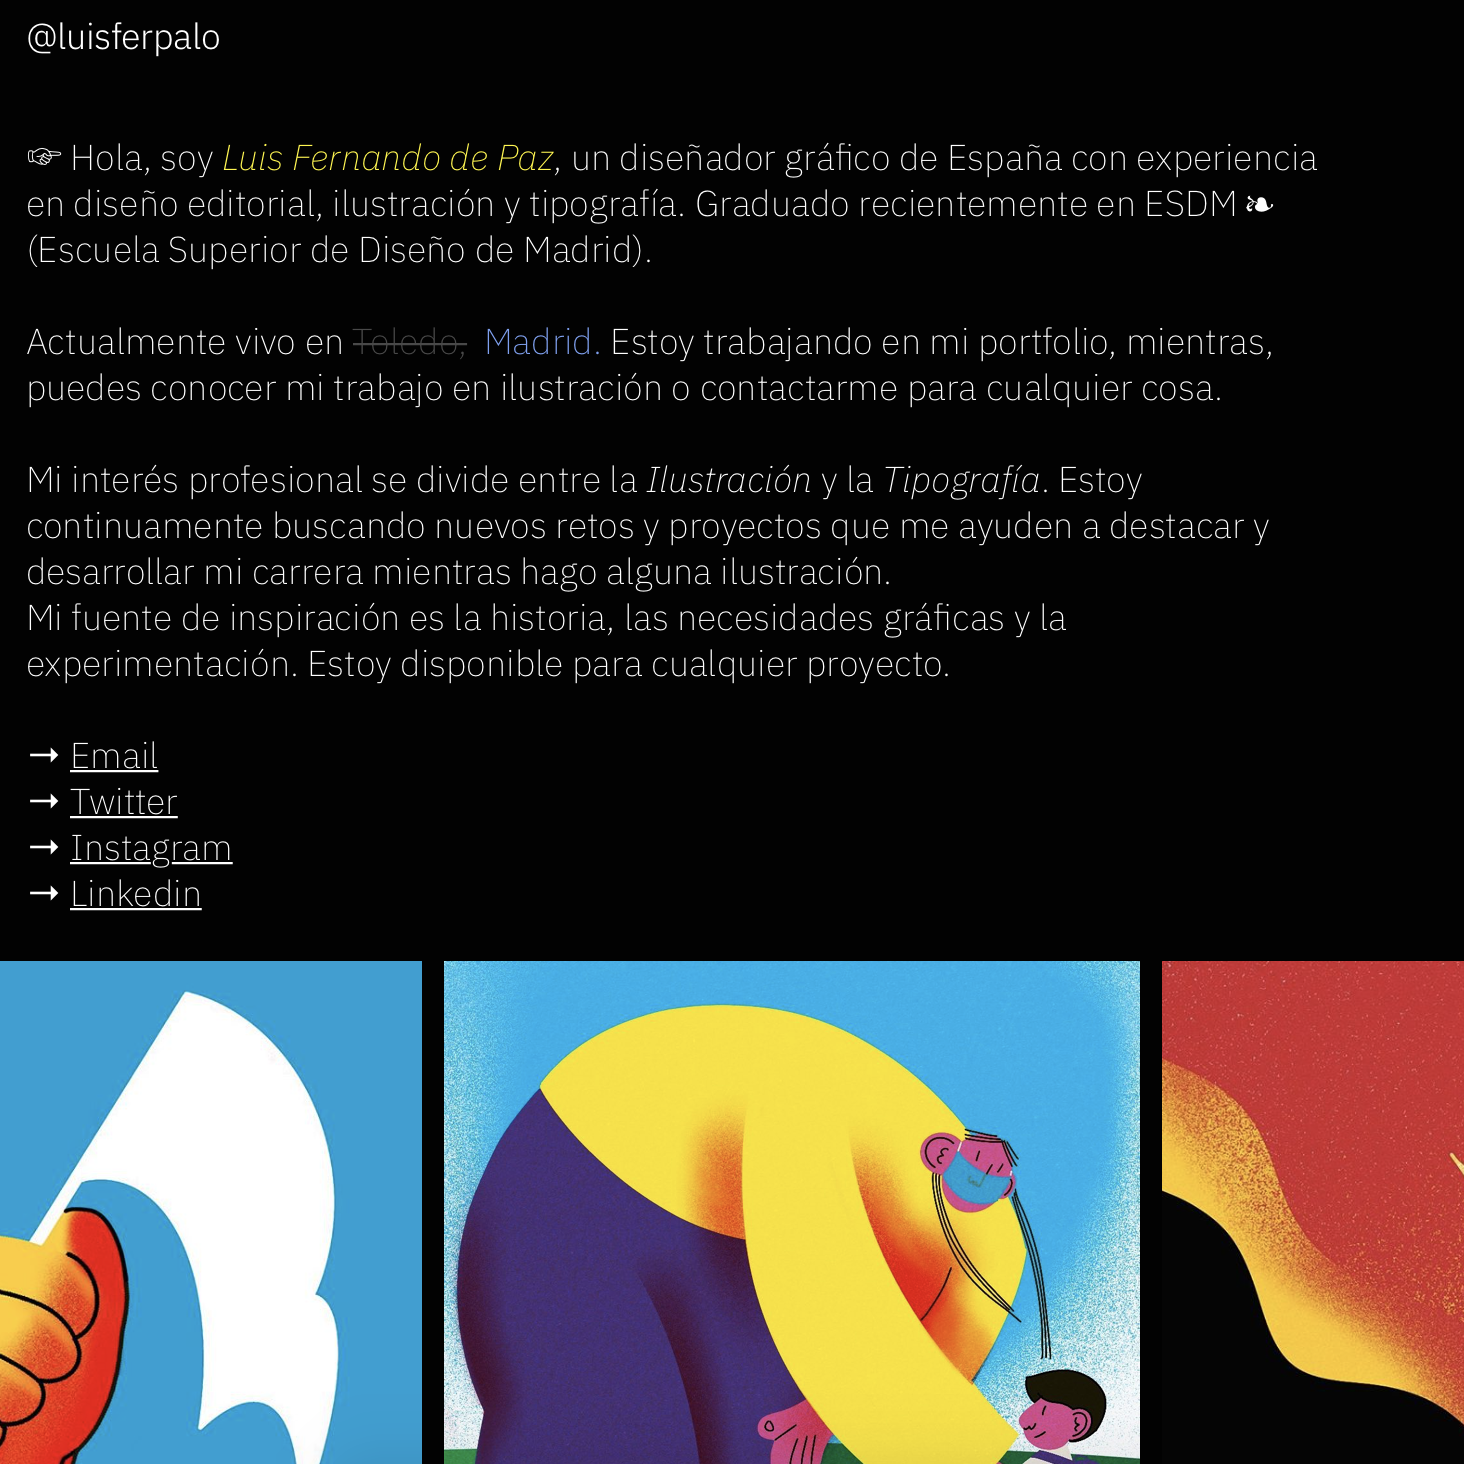 @luisferpalo
☞ Hola, soy Luis Fernando de Paz, un diseñador gráfico de España con experiencia
en diseño editorial, ilustración y tipografía. Graduado recientemente en ESDM ❧
(Escuela Superior de Diseño de Madrid).
Actualmente vivo en Toledo, Madrid. Estoy trabajando en mi portfolio, mientras,
puedes conocer mi trabajo en ilustración o contactarme para cualquier cosa.
Mi interés profesional se divide entre la Ilustración y la Tipografía. Estoy
continuamente buscando nuevos retos y proyectos que me ayuden a destacar y
desarrollar mi carrera mientras hago alguna ilustración.
Mi fuente de inspiración es la historia, las necesidades gráficas y la
experimentación. Estoy disponible para cualquier proyecto.
→ Email
→ Twitter
→ Instagram
→ Linkedin